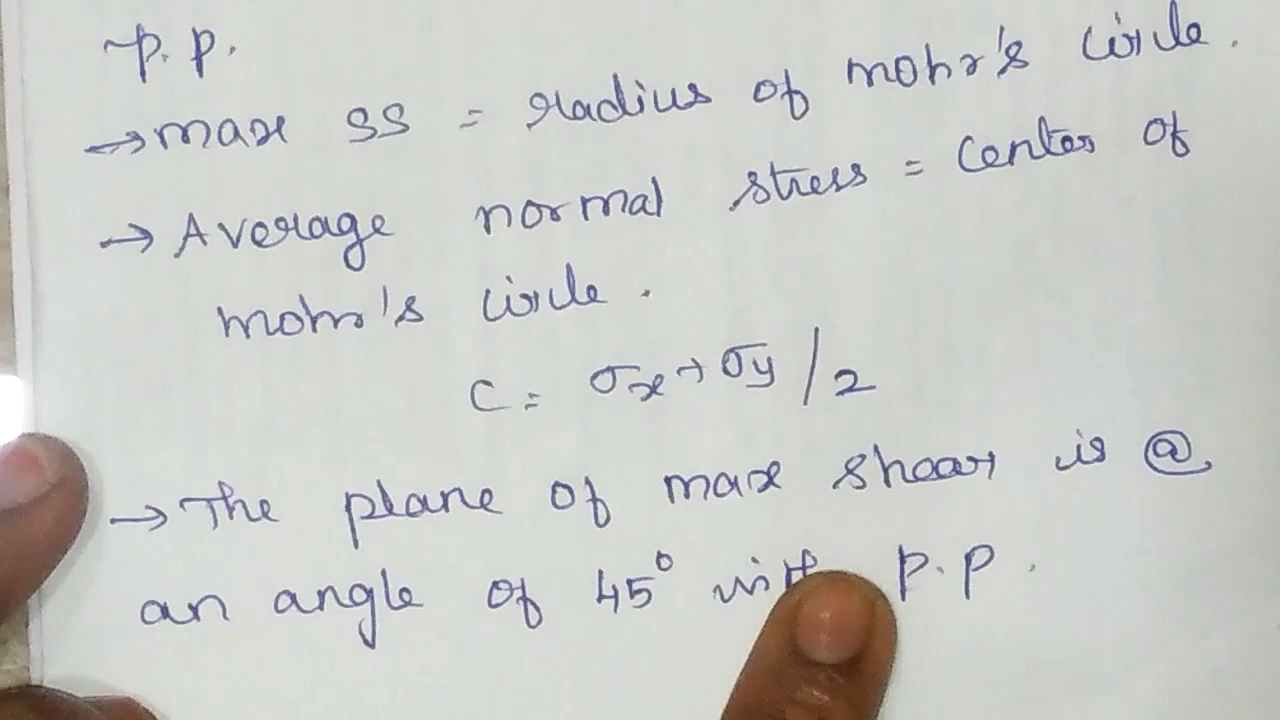 P.P.
→ max SS = radius of mohr's circle.
→ Average normal stress = Center of
mohr's circle.
C = σx + σy / 2
→ The plane of max shear is @
an angle of 45° with P.P.